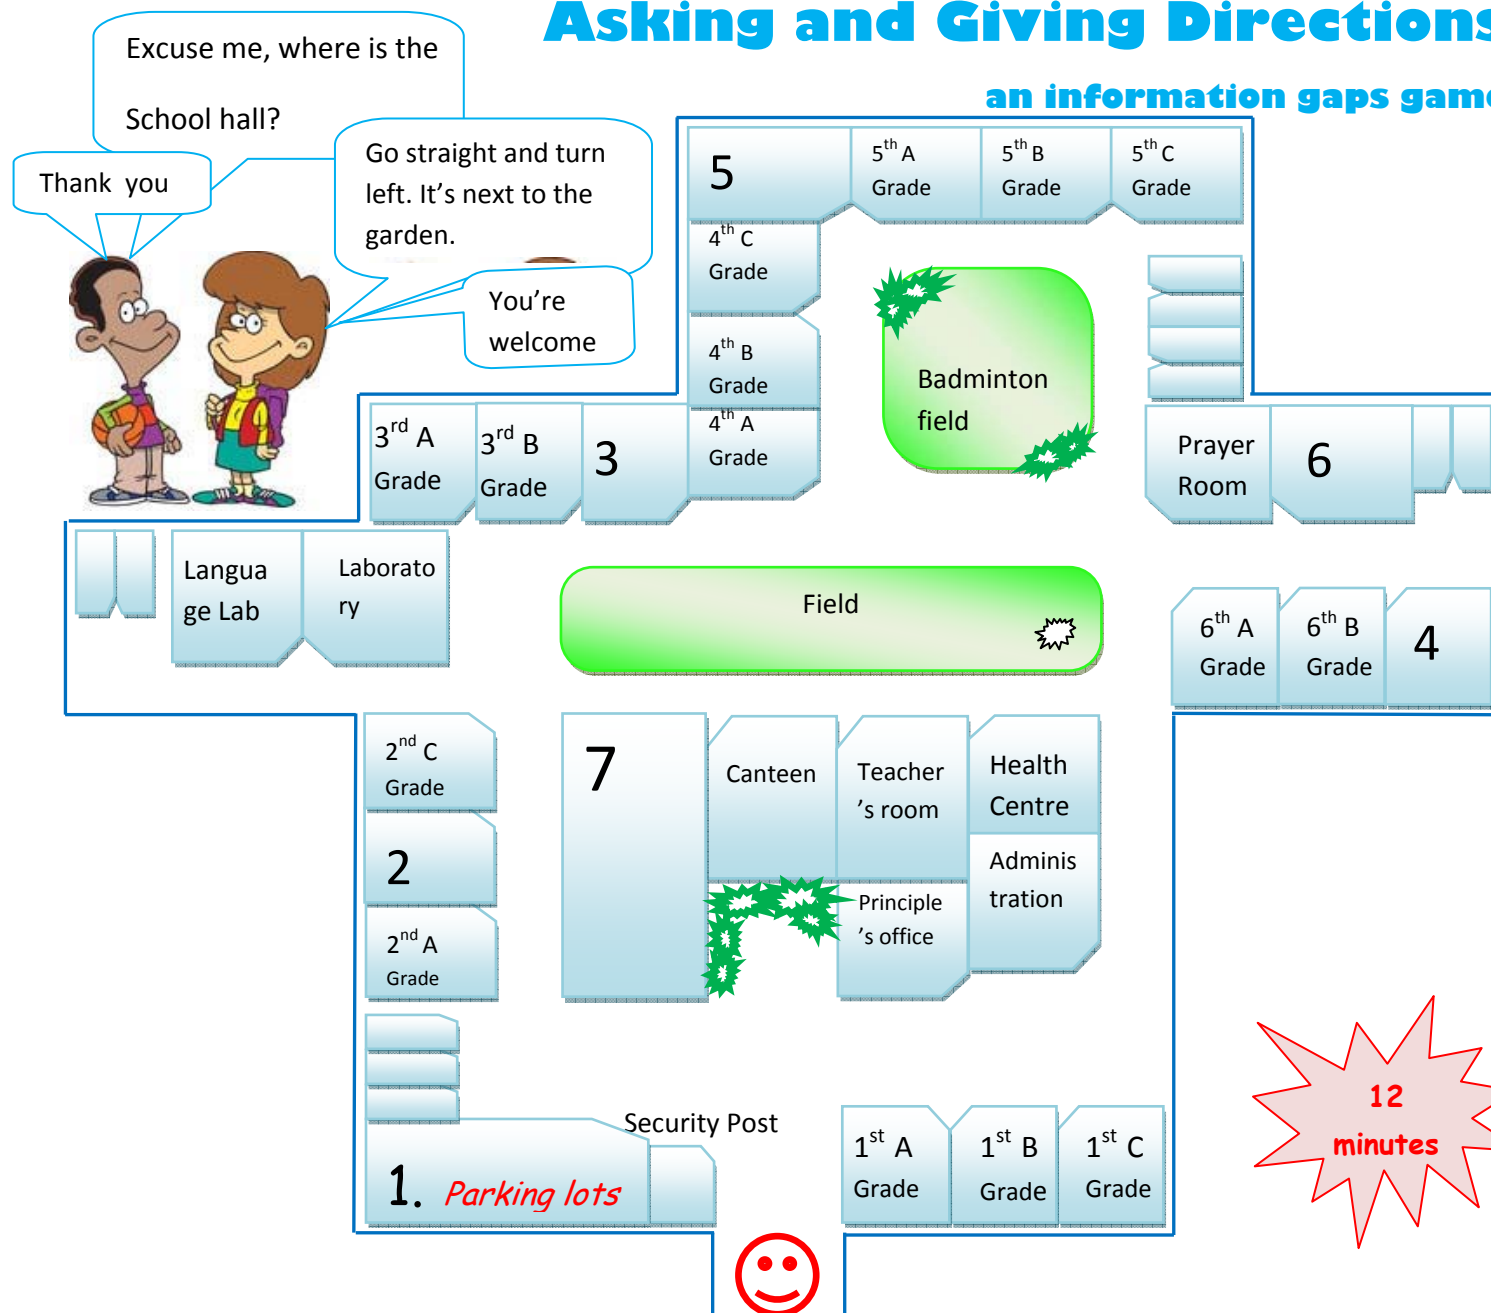 Asking and Giving Directions
an information gaps game
Excuse me, where is the
School hall?
Thank you
Go straight and turn
left. It's next to the
garden.
You're
welcome
5
5th A
Grade
5th B
Grade
5th C
Grade
4th C
Grade
4th B
Grade
4th A
Grade
Badminton
field
3rd A
Grade
3rd B
Grade
3
Prayer
Room
6
Langua
ge Lab
Laborato
ry
Field
6th A
Grade
6th B
Grade
4
2nd C
Grade
2
2nd A
Grade
7
Canteen
Teacher
's room
Health
Centre
Adminis
tration
Principle
's office
Security Post
1. Parking lots
1st A
Grade
1st B
Grade
1st C
Grade
12
minutes